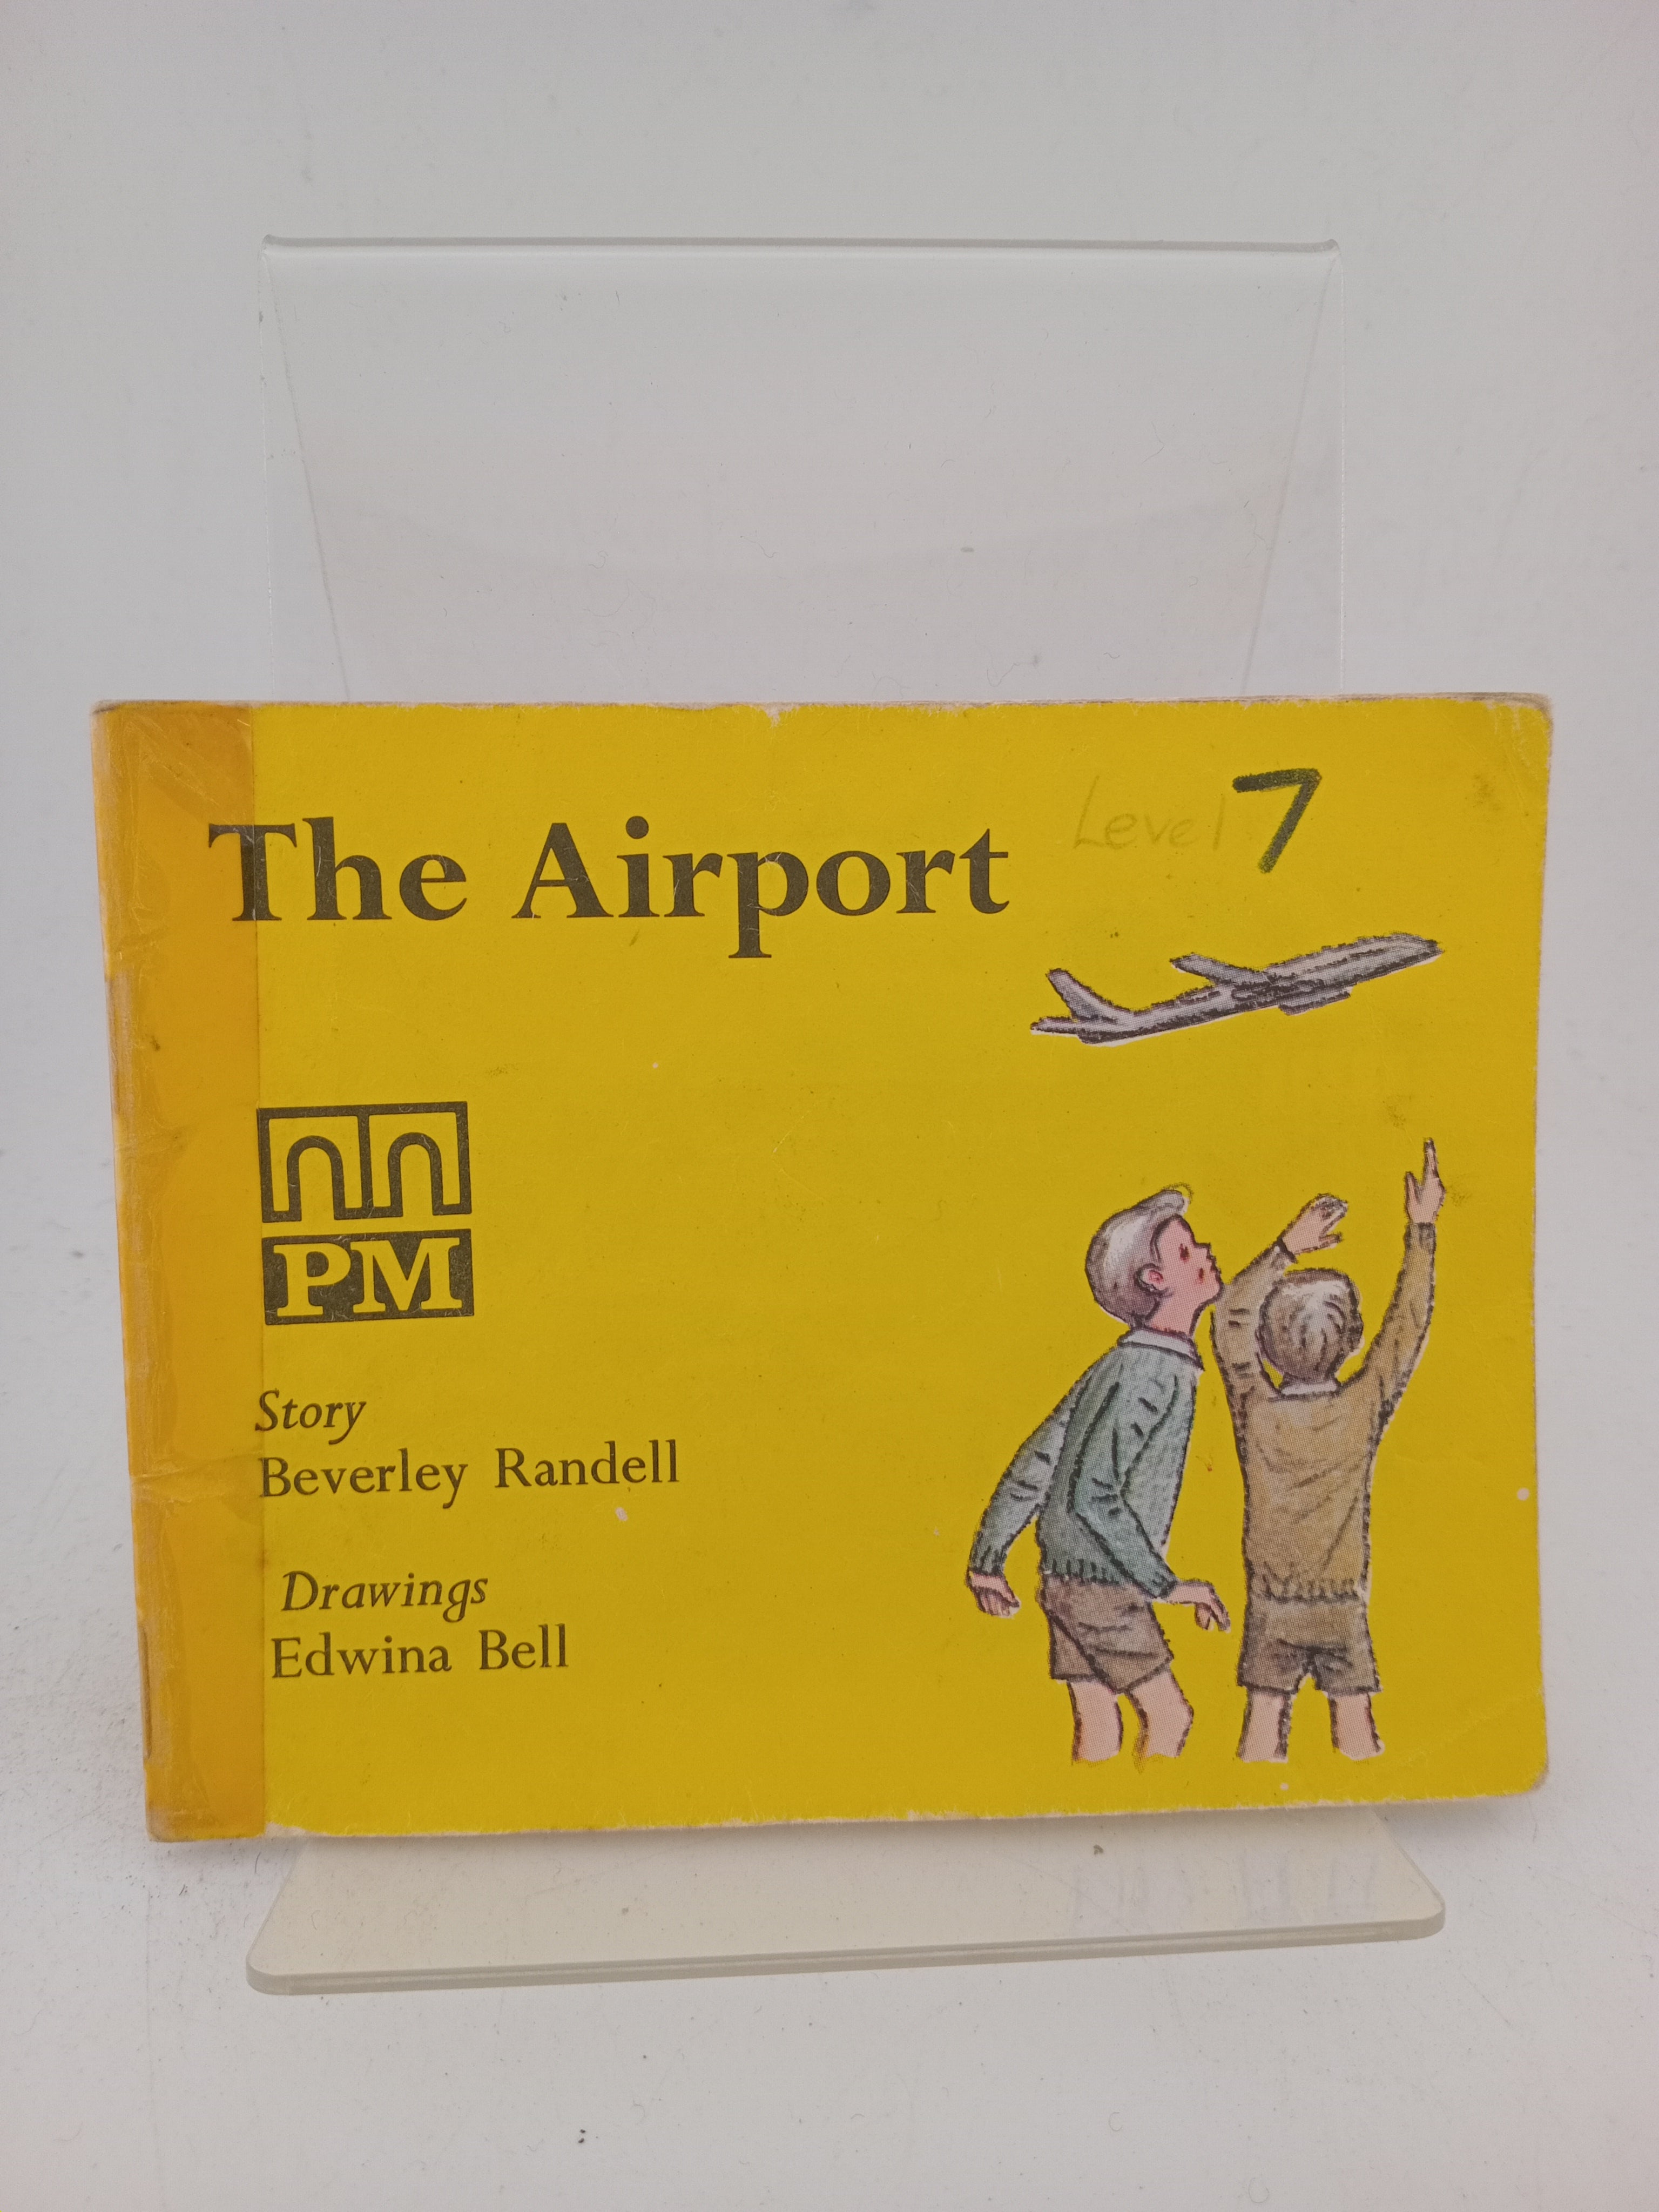 The Airport
Level 7
PM
Story
Beverley Randell
Drawings
Edwina Bell